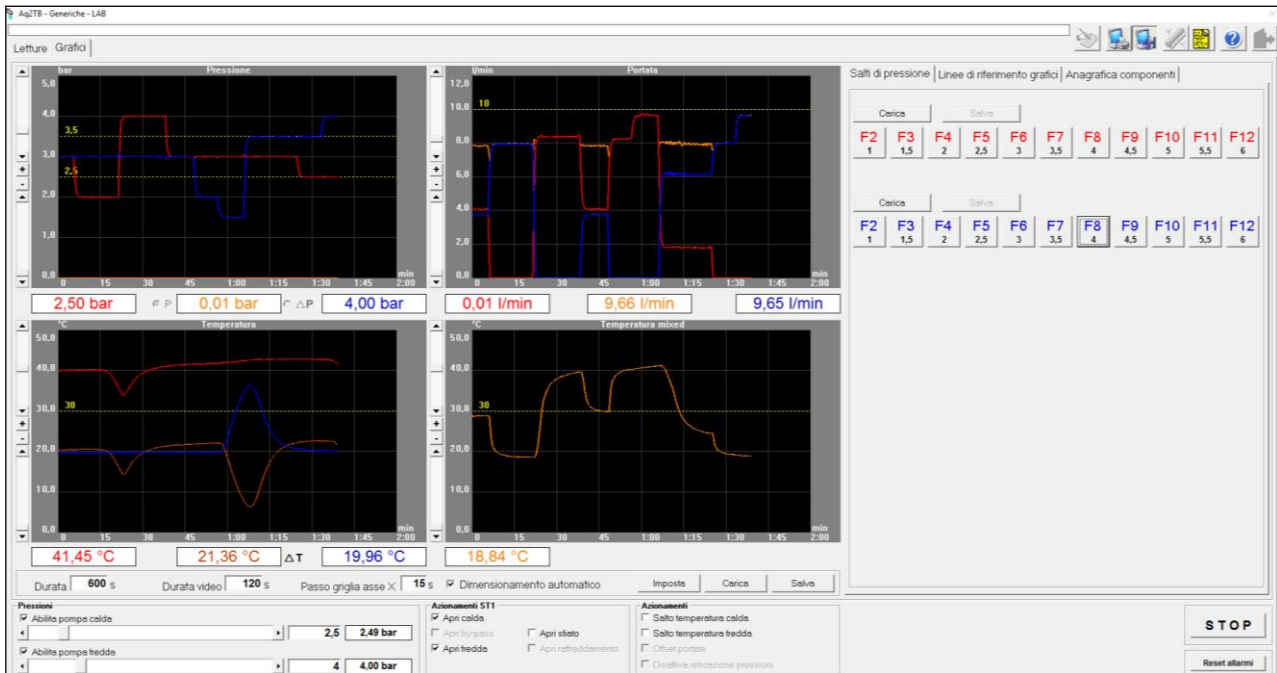 Aq2TB - Generiche - LAB
Letture Grafici
bar Pressione
5,0
4,0
3,5
3,0
2,5
2,0
1,0
0,0
min
0 15 30 45 1:00 1:15 1:30 1:45 2:00
2,50 bar P 0,01 bar △P 4,00 bar
l/min Portata
12,0
10
10,0
8,0
6,0
4,0
2,0
0,0
min
0 15 30 45 1:00 1:15 1:30 1:45 2:00
0,01 l/min 9,66 l/min 9,65 l/min
°C Temperatura
50,0
40,0
30,0 30
20,0
10,0
0,0
min
0 15 30 45 1:00 1:15 1:30 1:45 2:00
41,45 °C 21,36 °C △T 19,96 °C
°C Temperatura mixed
50,0
40,0
30,0 30
20,0
10,0
0,0
min
0 15 30 45 1:00 1:15 1:30 1:45 2:00
18,84 °C
Durata 600 s Durata video 120 s Passo griglia asse X 15 s Dimensionamento automatico Imposta Carica Salva
Salti di pressione Linee di riferimento grafici Anagrafica componenti
Carica Salva
F2 F3 F4 F5 F6 F7 F8 F9 F10 F11 F12
1 1,5 2 2,5 3 3,5 4 4,5 5 5,5 6
Carica Salva
F2 F3 F4 F5 F6 F7 F8 F9 F10 F11 F12
1 1,5 2 2,5 3 3,5 4 4,5 5 5,5 6
Pressioni
Abilita pompa calda
2,5 2,49 bar
Abilita pompa fredda
4 4,00 bar
Azionamenti ST1
Apri calda
Apri by-pass Apri sfiato
Apri fredda Apri raffreddamento
Azionamenti
Salto temperatura calda
Salto temperatura fredda
Offset portate
Disattiva retroazione pressioni
STOP
Reset allarmi